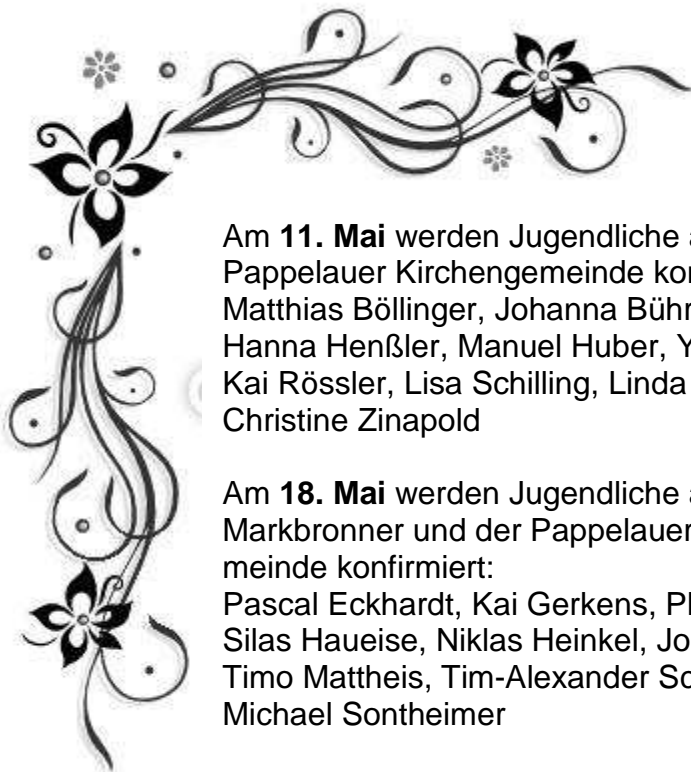 Am 11. Mai werden Jugendliche
Pappelauer Kirchengemeinde
Matthias Böllinger, Johanna
Hanna Henßler, Manuel Huber,
Kai Rössler, Lisa Schilling, Linda
Christine Zinapold
Am 18. Mai werden Jugendliche
Markbronner und der Pappelauer
meinde konfirmiert:
Pascal Eckhardt, Kai Gerkens,
Silas Haueise, Niklas Heinkel,
Timo Mattheis, Tim-Alexander
Michael Sontheimer